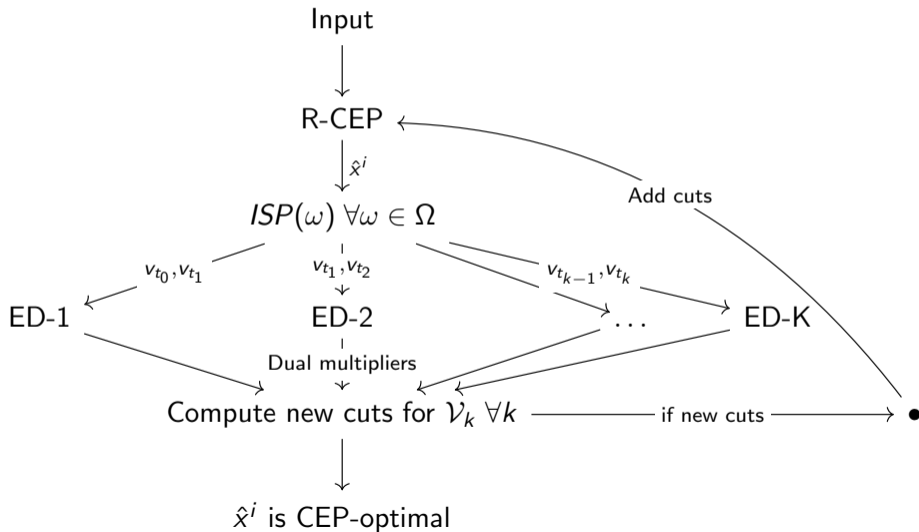 Input
R-CEP
x̂ⁱ
Add cuts
ISP(ω) ∀ω ∈ Ω
v_{t_0}, v_{t_1} v_{t_1}, v_{t_2} v_{t_{k−1}}, v_{t_k}
ED-1 ED-2 ... ED-K
Dual multipliers
Compute new cuts for 𝒱_k ∀k if new cuts
x̂ⁱ is CEP-optimal